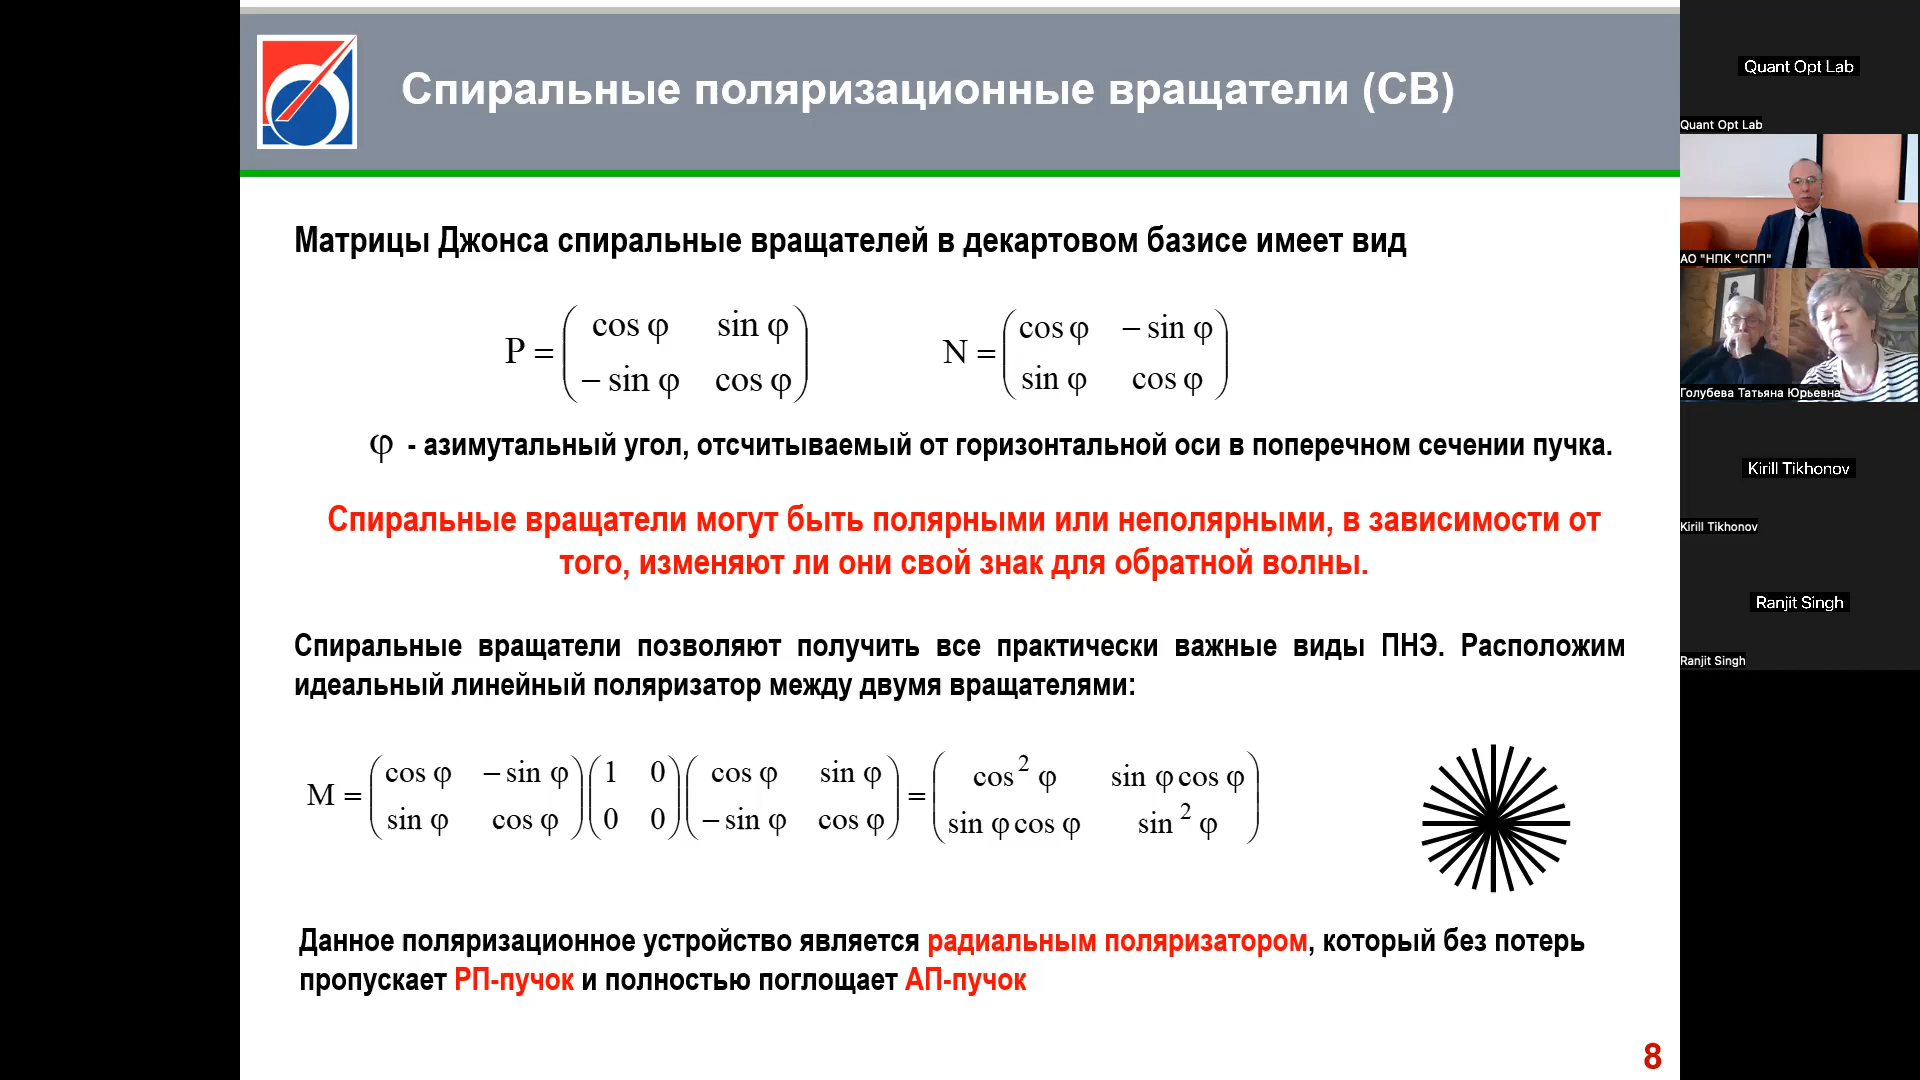 Спиральные поляризационные вращатели (СВ)
Матрицы Джонса спиральные вращателей в декартовом базисе имеет вид
P = ( cos φ sin φ
− sin φ cos φ )
N = ( cos φ − sin φ
sin φ cos φ )
φ - азимутальный угол, отсчитываемый от горизонтальной оси в поперечном сечении пучка.
Спиральные вращатели могут быть полярными или неполярными, в зависимости от
того, изменяют ли они свой знак для обратной волны.
Спиральные вращатели позволяют получить все практически важные виды ПНЭ. Расположим
идеальный линейный поляризатор между двумя вращателями:
M = ( cos φ − sin φ ) ( 1 0 ) ( cos φ sin φ ) = ( cos² φ sin φ cos φ )
( sin φ cos φ ) ( 0 0 ) ( − sin φ cos φ ) ( sin φ cos φ sin² φ )
Данное поляризационное устройство является радиальным поляризатором, который без потерь
пропускает РП-пучок и полностью поглощает АП-пучок
8
Quant Opt Lab
Quant Opt Lab
АО "НПК "СПП"
Голубева Татьяна Юрьевна
Kirill Tikhonov
Kirill Tikhonov
Ranjit Singh
Ranjit Singh